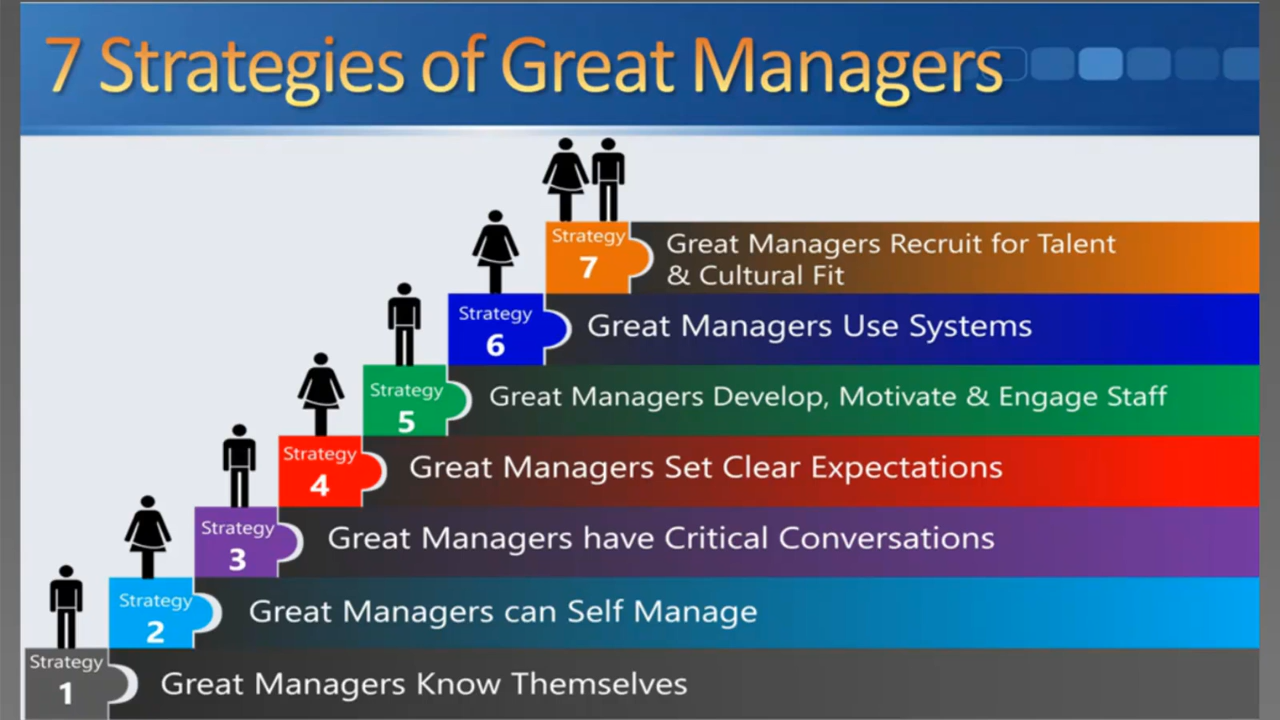 7 Strategies of Great Managers
Strategy
7
Great Managers Recruit for Talent
& Cultural Fit
Strategy
6
Great Managers Use Systems
Strategy
5
Great Managers Develop, Motivate & Engage Staff
Strategy
4
Great Managers Set Clear Expectations
Strategy
3
Great Managers have Critical Conversations
Strategy
2
Great Managers can Self Manage
Strategy
1
Great Managers Know Themselves